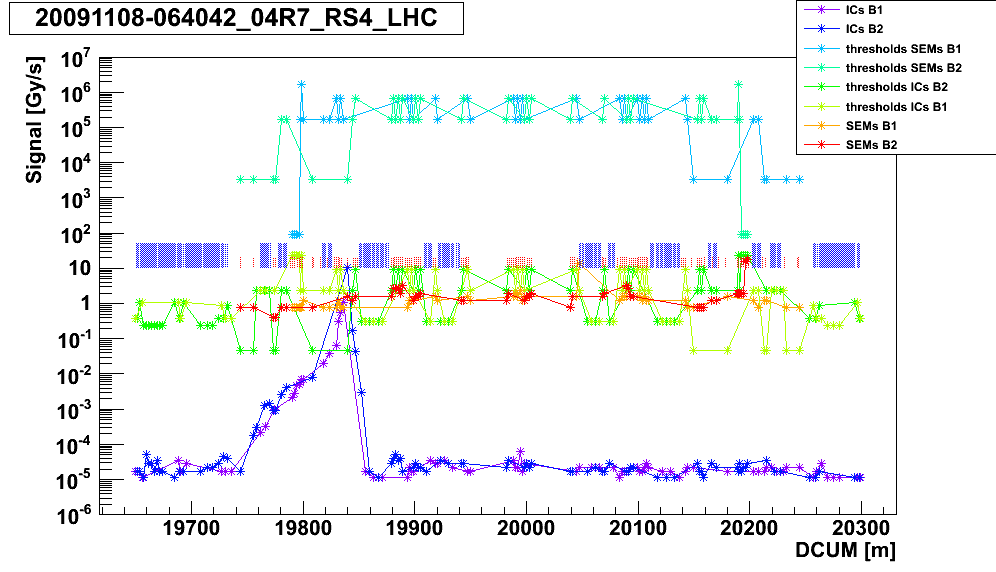 20091108-064042_04R7_RS4_LHC
ICs B1
ICs B2
thresholds SEMs B1
thresholds SEMs B2
thresholds ICs B2
thresholds ICs B1
SEMs B1
SEMs B2
Signal [Gy/s]
10^7
10^6
10^5
10^4
10^3
10^2
10
1
10^-1
10^-2
10^-3
10^-4
10^-5
10^-6
19700 19800 19900 20000 20100 20200 20300
DCUM [m]